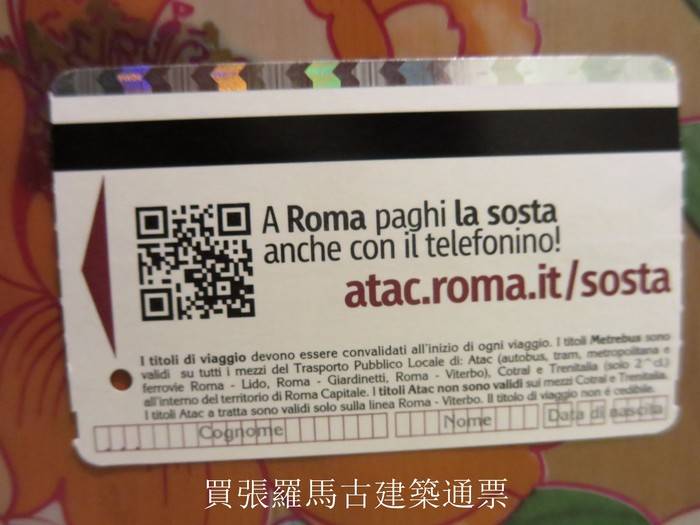 A Roma paghi la sosta
anche con il telefonino!
atac.roma.it/sosta
I titoli di viaggio devono essere convalidati all'inizio di ogni viaggio. I titoli Metrebus sono
validi su tutti i mezzi del Trasporto Pubblico Locale di: Atac (autobus, tram, metropolitana e
ferrovie Roma - Lido, Roma - Giardinetti, Roma - Viterbo), Cotral e Trenitalia (solo 2^ cl.)
all'interno del territorio di Roma Capitale. I titoli Atac non sono validi sui mezzi Cotral e Trenitalia.
I titoli Atac a tratta sono validi solo sulla linea Roma - Viterbo. Il titolo di viaggio non è cedibile.
Cognome Nome Data di nascita
買張羅馬古建築通票